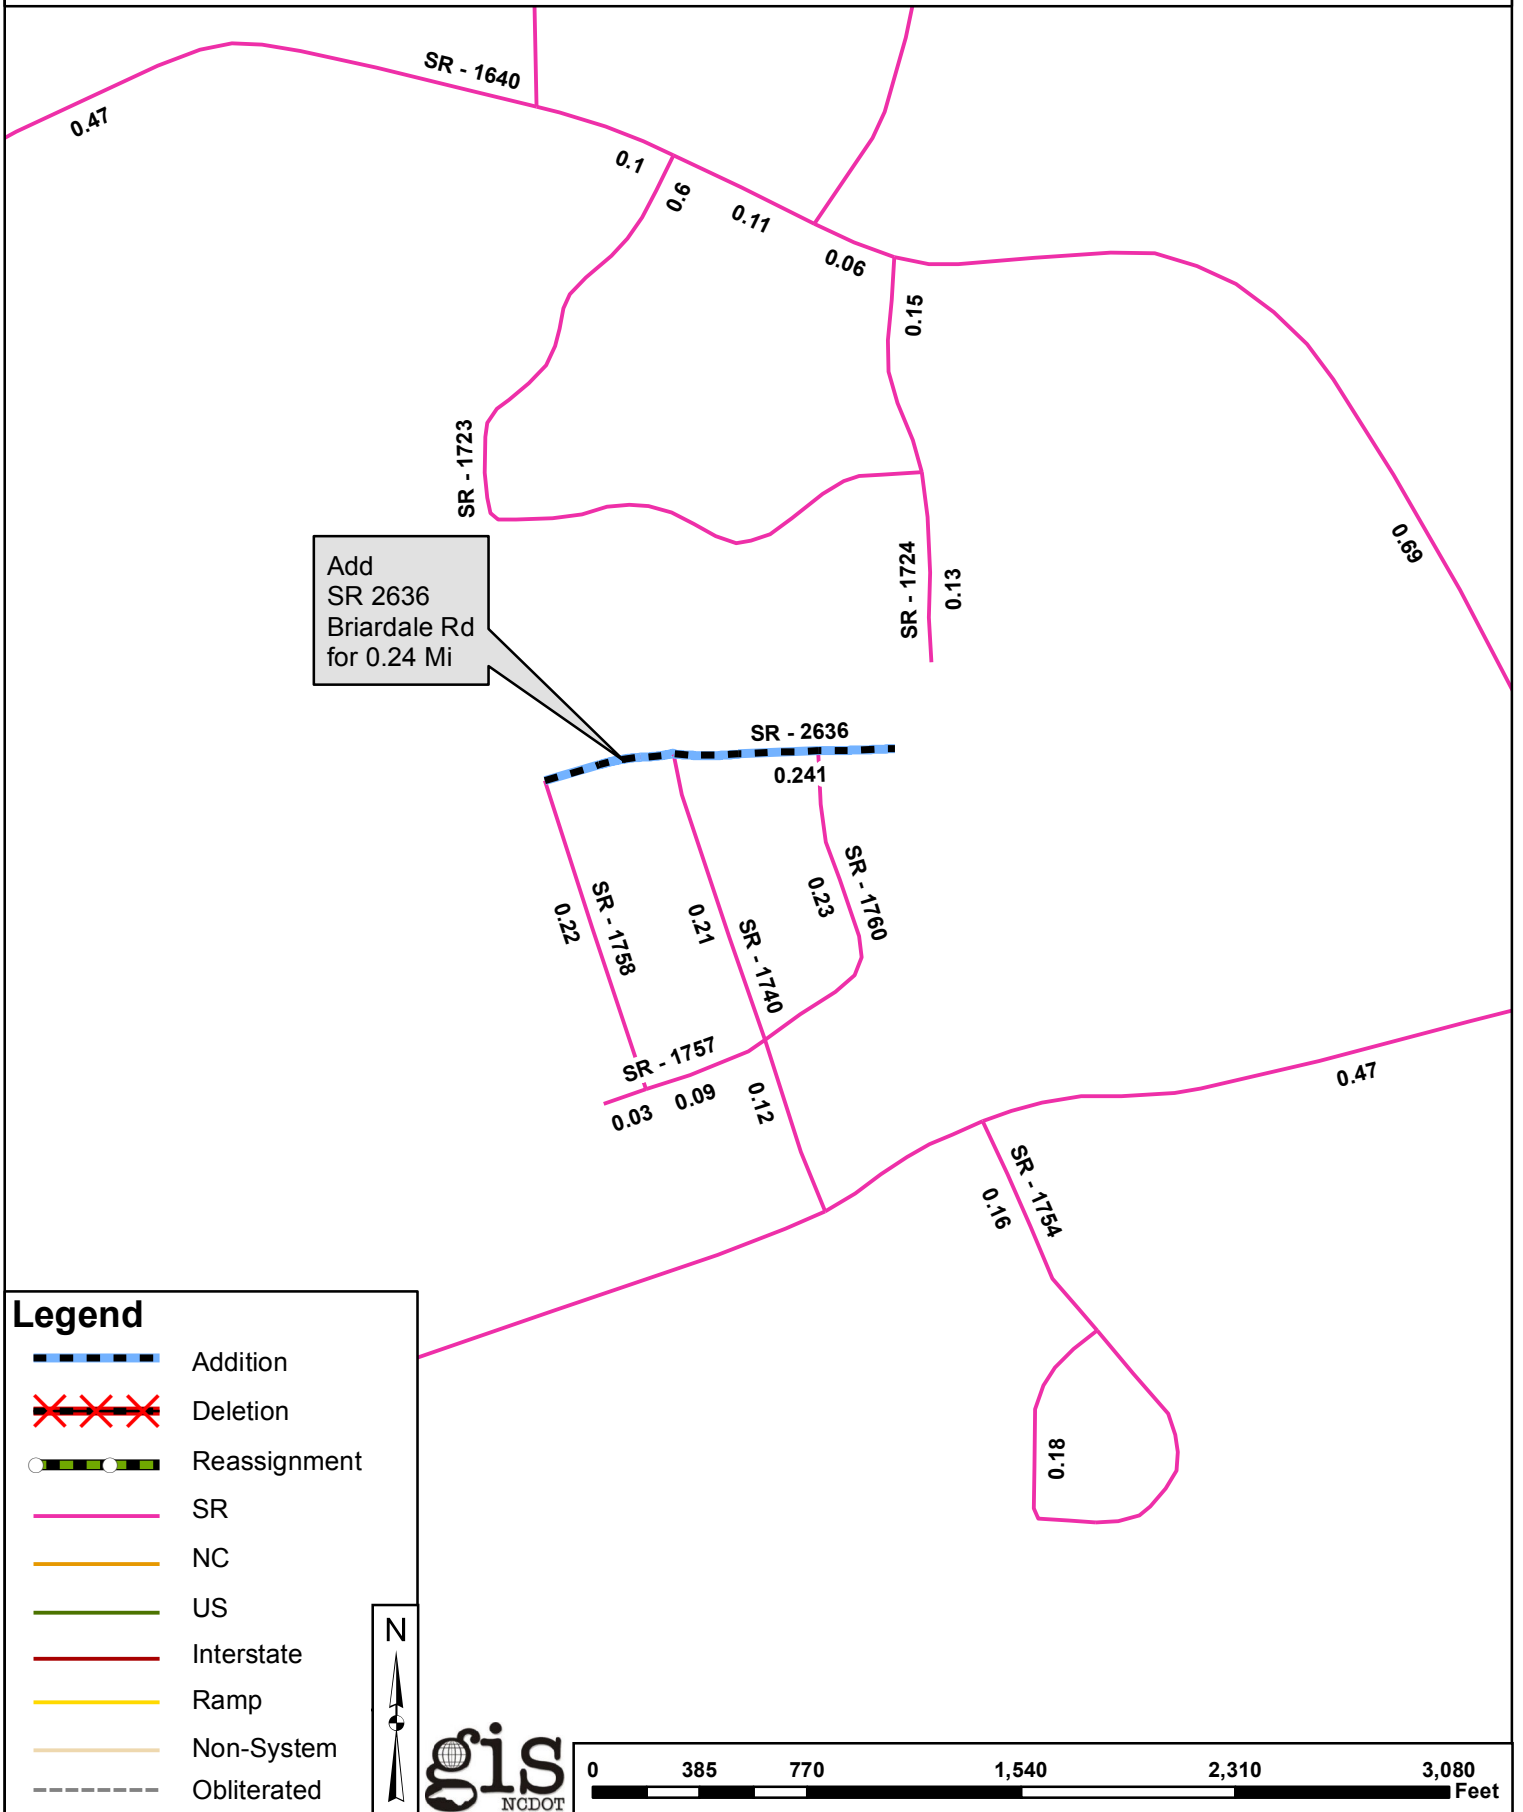 SR - 1640
0.47
0.1
0.6
0.11
0.06
0.15
SR - 1723
SR - 1724
0.13
0.69
Add
SR 2636
Briardale Rd
for 0.24 Mi
SR - 2636
0.241
SR - 1758
0.22
0.21
SR - 1740
0.23
SR - 1760
SR - 1757
0.03
0.09
0.12
0.47
SR - 1754
0.16
0.18
Legend
Addition
Deletion
Reassignment
SR
NC
US
Interstate
Ramp
Non-System
Obliterated
N
gis
NCDOT
0 385 770 1,540 2,310 3,080
Feet